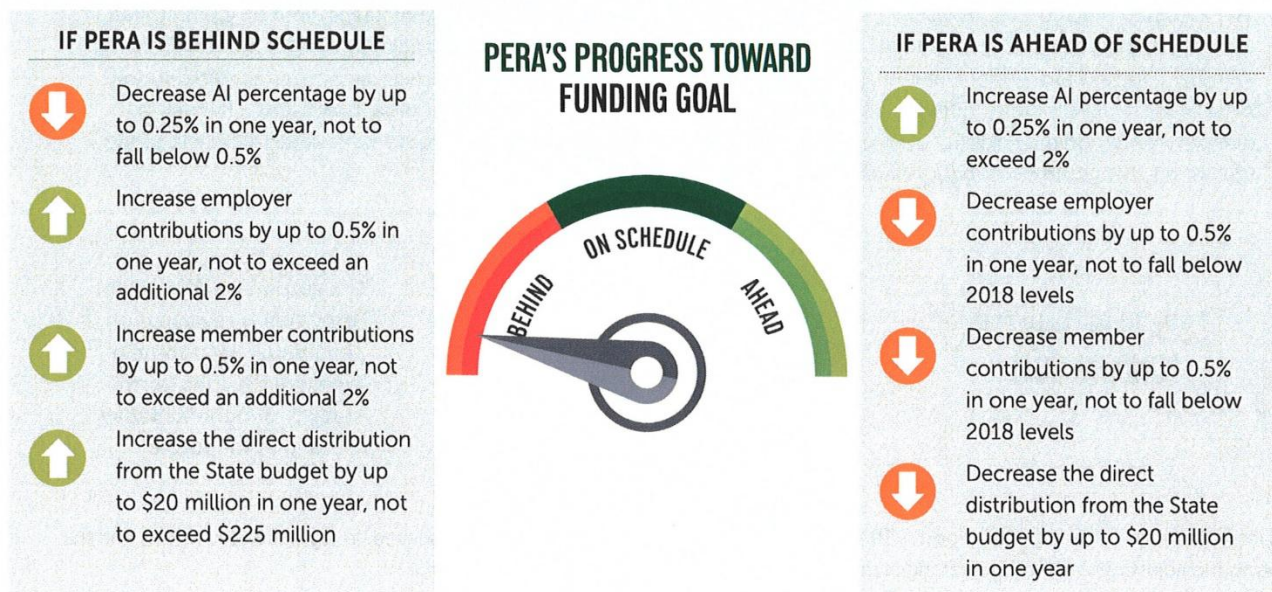 IF PERA IS BEHIND SCHEDULE
Decrease AI percentage by up
to 0.25% in one year, not to
fall below 0.5%
Increase employer
contributions by up to 0.5% in
one year, not to exceed an
additional 2%
Increase member contributions
by up to 0.5% in one year, not
to exceed an additional 2%
Increase the direct distribution
from the State budget by up
to $20 million in one year, not
to exceed $225 million
PERA'S PROGRESS TOWARD
FUNDING GOAL
BEHIND
ON SCHEDULE
AHEAD
IF PERA IS AHEAD OF SCHEDULE
Increase AI percentage by up
to 0.25% in one year, not to
exceed 2%
Decrease employer
contributions by up to 0.5%
in one year, not to fall below
2018 levels
Decrease member
contributions by up to 0.5%
in one year, not to fall below
2018 levels
Decrease the direct
distribution from the State
budget by up to $20 million
in one year